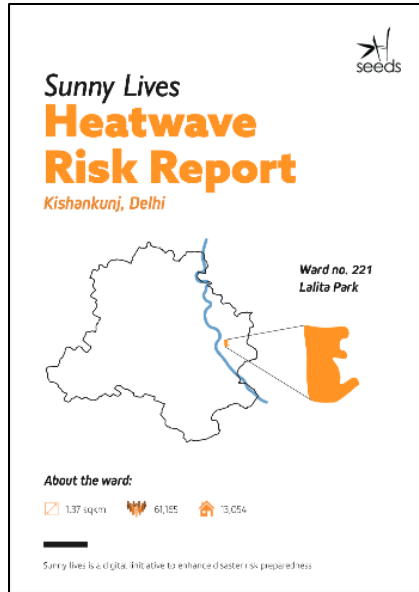 seeds
Sunny Lives
Heatwave
Risk Report
Kishankunj, Delhi
Ward no. 221
Lalita Park
About the ward:
1.37 sqkm 61,165 13,054
Sunny lives is a digital initiative to enhance disaster risk preparedness